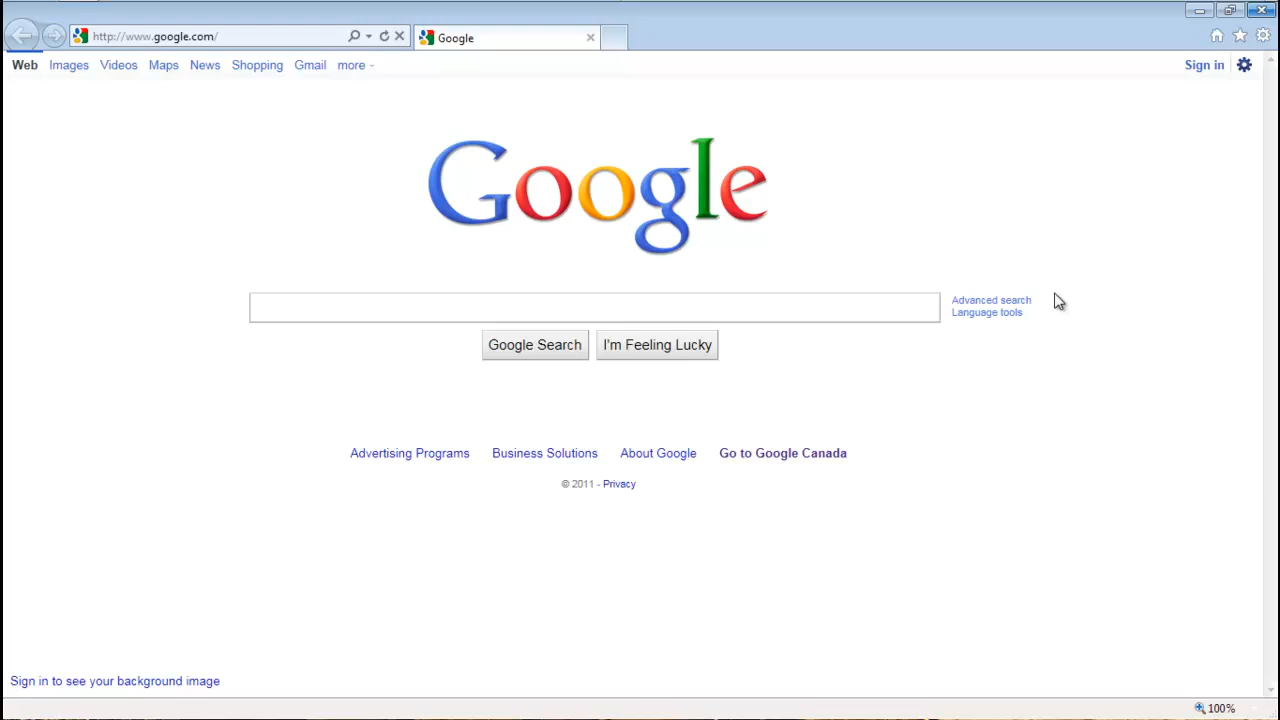 http://www.google.com/
Google
Web Images Videos Maps News Shopping Gmail more
Sign in
Google
Advanced search
Language tools
Google Search I'm Feeling Lucky
Advertising Programs Business Solutions About Google Go to Google Canada
© 2011 - Privacy
Sign in to see your background image
100%